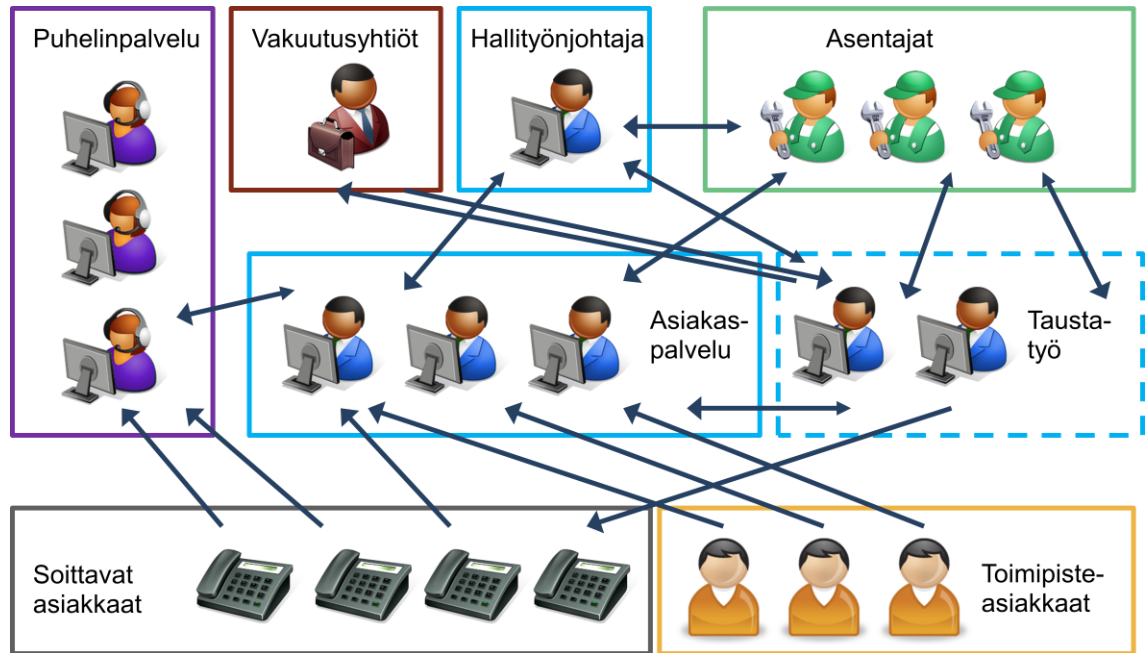 Puhelinpalvelu
Vakuutusyhtiöt
Hallityönjohtaja
Asentajat
Asiakas-
palvelu
Tausta-
työ
Soittavat
asiakkaat
Toimipiste-
asiakkaat